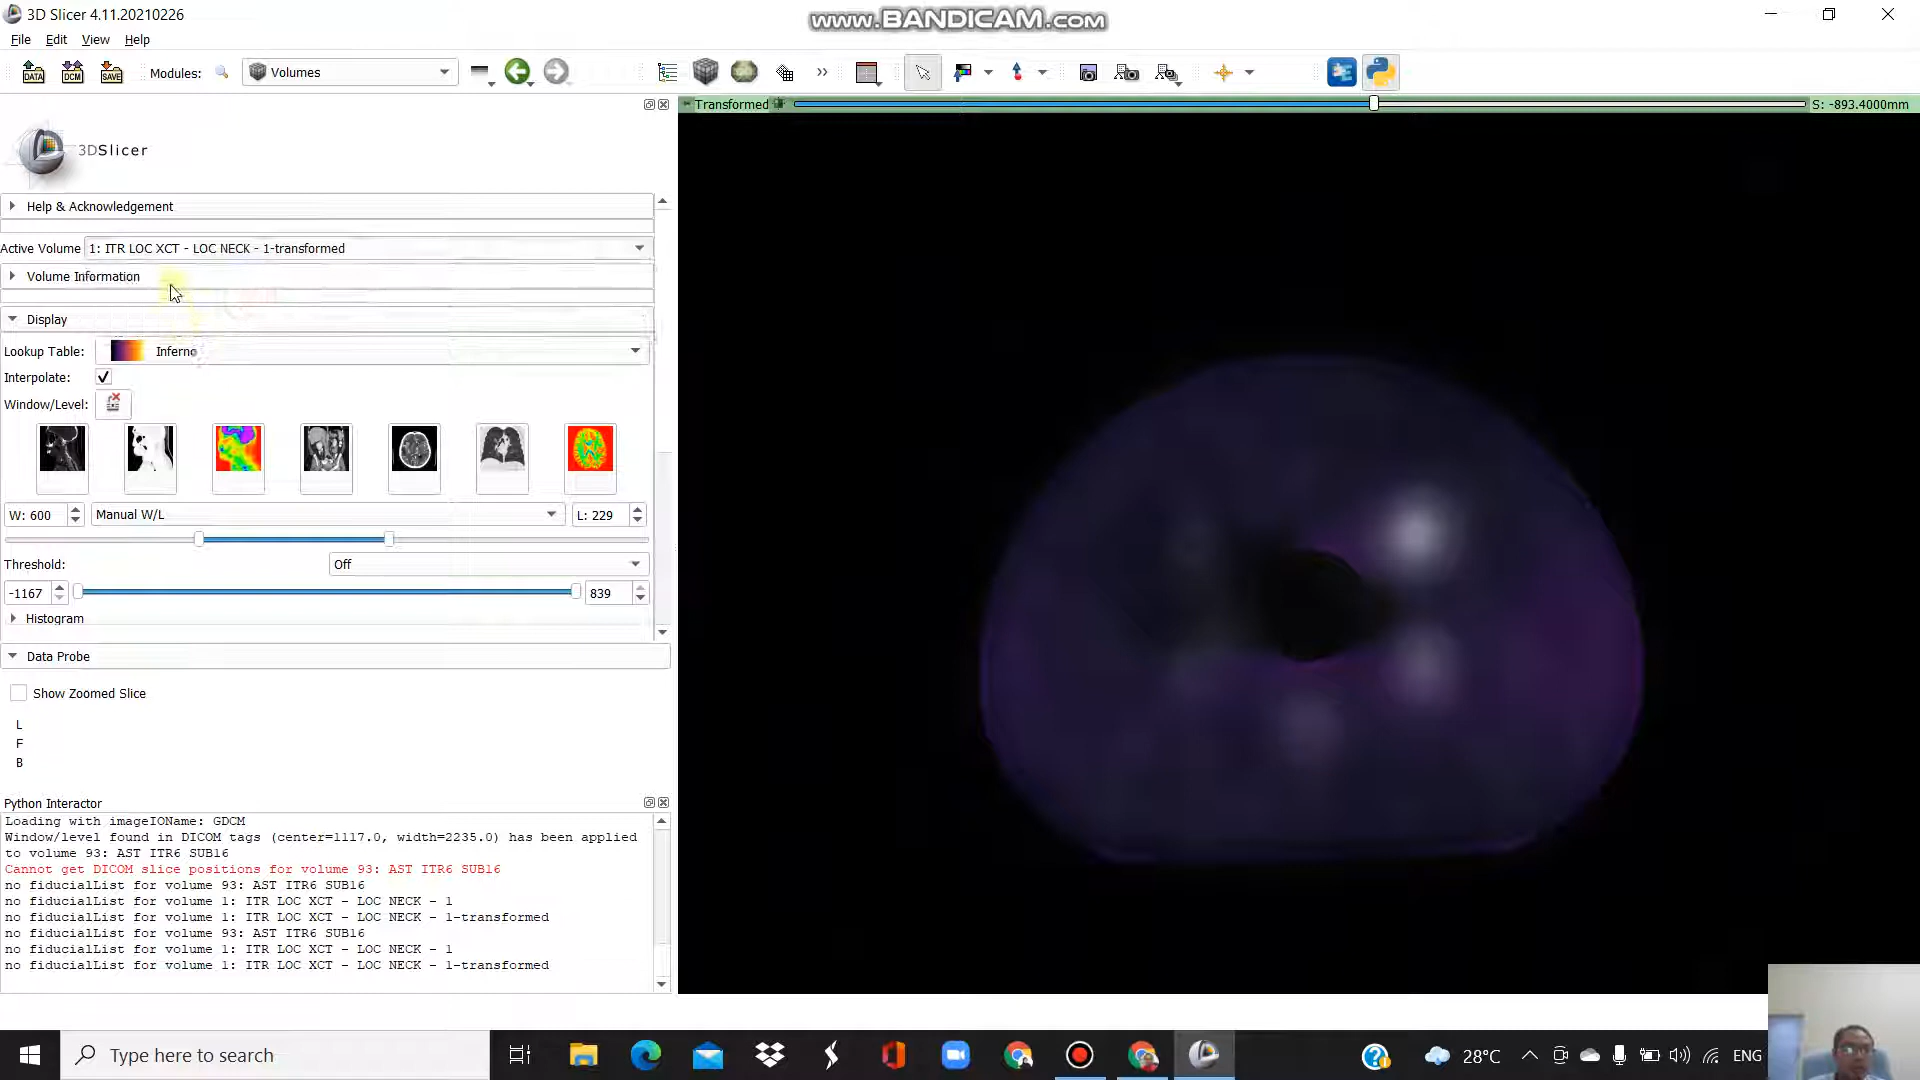 3D Slicer 4.11.20210226
www.BANDICAM.com
File Edit View Help
DATA DCM SAVE Modules: Volumes
Transformed S: -893.4000mm
3DSlicer
Help & Acknowledgement
Active Volume 1: ITR LOC XCT - LOC NECK - 1-transformed
Volume Information
Display
Lookup Table: Inferno
Interpolate:
Window/Level:
W: 600 Manual W/L L: 229
Threshold: Off
-1167 839
Histogram
Data Probe
Show Zoomed Slice
L
F
B
Python Interactor
Loading with imageIOName: GDCM
Window/level found in DICOM tags (center=1117.0, width=2235.0) has been applied
to volume 93: AST ITR6 SUB16
Cannot get DICOM slice positions for volume 93: AST ITR6 SUB16
no fiducialList for volume 93: AST ITR6 SUB16
no fiducialList for volume 1: ITR LOC XCT - LOC NECK - 1
no fiducialList for volume 1: ITR LOC XCT - LOC NECK - 1-transformed
no fiducialList for volume 93: AST ITR6 SUB16
no fiducialList for volume 1: ITR LOC XCT - LOC NECK - 1
no fiducialList for volume 1: ITR LOC XCT - LOC NECK - 1-transformed
Type here to search 28°C ENG